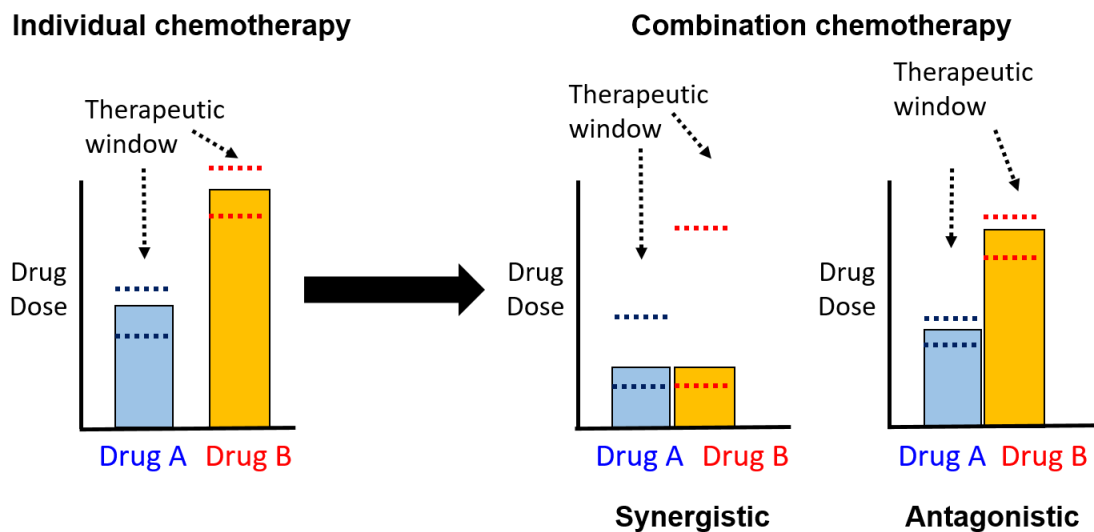 Individual chemotherapy
Therapeutic
window
Drug
Dose
Drug A
Drug B
Combination chemotherapy
Therapeutic
window
Drug
Dose
Drug A
Drug B
Synergistic
Therapeutic
window
Drug
Dose
Drug A
Drug B
Antagonistic